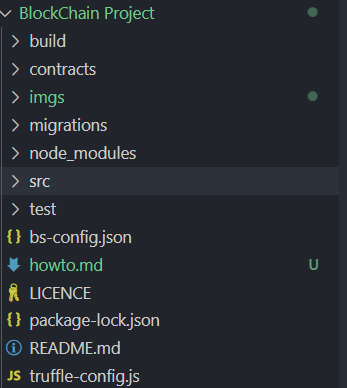 BlockChain Project
build
contracts
imgs
migrations
node_modules
src
test
{} bs-config.json
howto.md U
LICENCE
{} package-lock.json
README.md
JS truffle-config.js